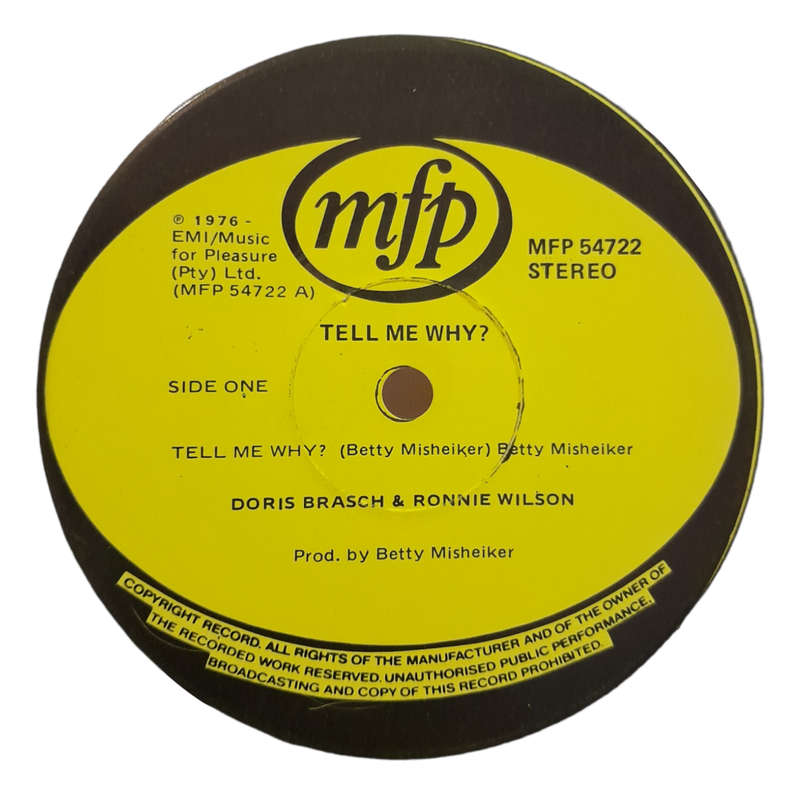 mfp
℗ 1976 -
EMI/Music
for Pleasure
(Pty) Ltd.
(MFP 54722 A)
MFP 54722
STEREO
TELL ME WHY?
SIDE ONE
TELL ME WHY? (Betty Misheiker) Betty Misheiker
DORIS BRASCH & RONNIE WILSON
Prod. by Betty Misheiker
COPYRIGHT RECORD. ALL RIGHTS OF THE MANUFACTURER AND OF THE OWNER OF
THE RECORDED WORK RESERVED. UNAUTHORISED PUBLIC PERFORMANCE,
BROADCASTING AND COPY OF THIS RECORD PROHIBITED.